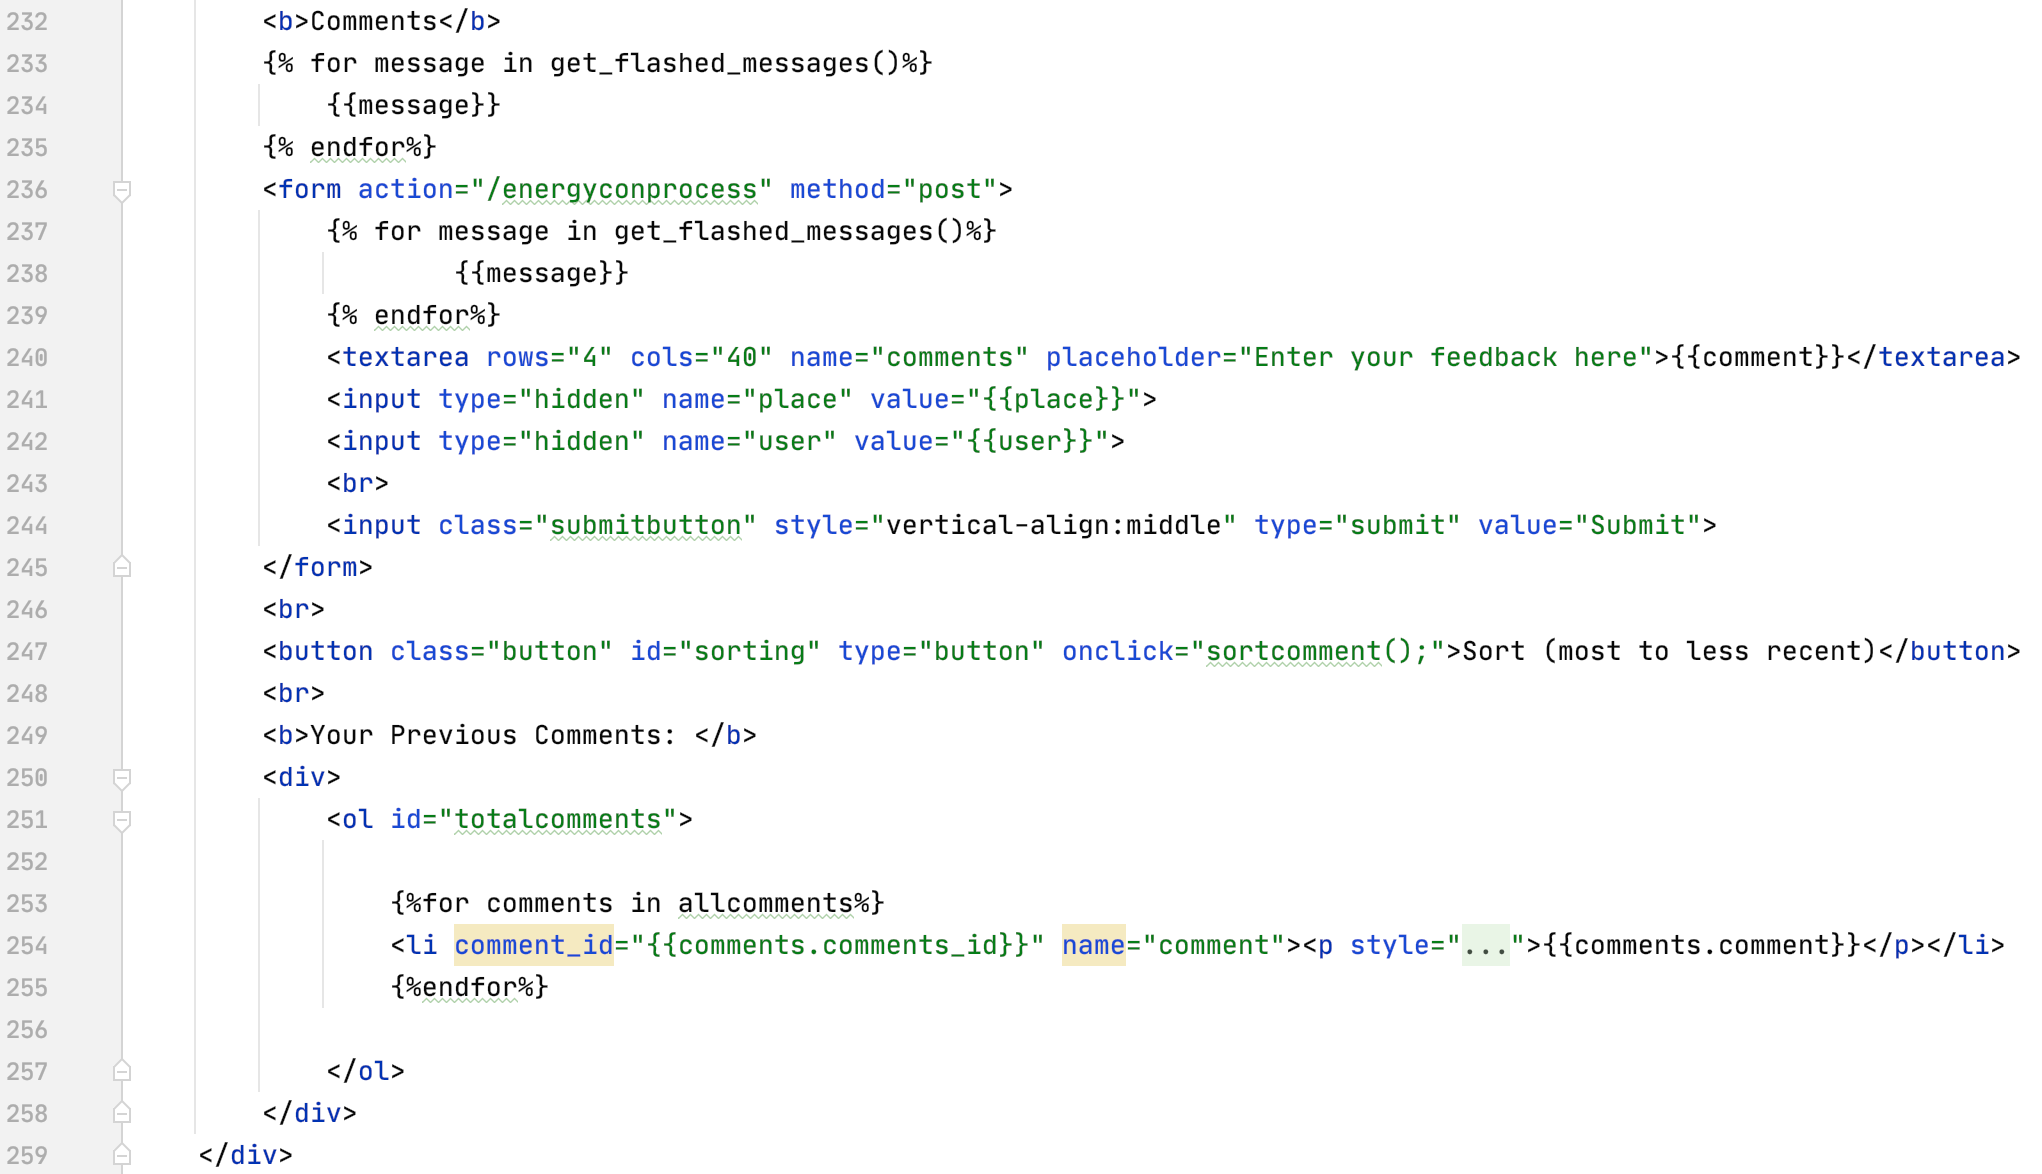 232 <b>Comments</b>
233 {% for message in get_flashed_messages()%}
234 {{message}}
235 {% endfor%}
236 <form action="/energyconprocess" method="post">
237 {% for message in get_flashed_messages()%}
238 {{message}}
239 {% endfor%}
240 <textarea rows="4" cols="40" name="comments" placeholder="Enter your feedback here">{{comment}}</textarea>
241 <input type="hidden" name="place" value="{{place}}">
242 <input type="hidden" name="user" value="{{user}}">
243 <br>
244 <input class="submitbutton" style="vertical-align:middle" type="submit" value="Submit">
245 </form>
246 <br>
247 <button class="button" id="sorting" type="button" onclick="sortcomment();">Sort (most to less recent)</button>
248 <br>
249 <b>Your Previous Comments: </b>
250 <div>
251 <ol id="totalcomments">
252
253 {%for comments in allcomments%}
254 <li comment_id="{{comments.comments_id}}" name="comment"><p style="...">{{comments.comment}}</p></li>
255 {%endfor%}
256
257 </ol>
258 </div>
259 </div>